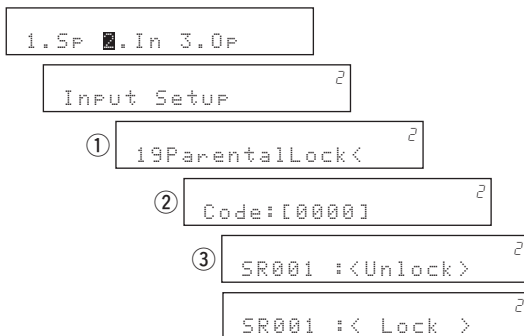 1.Sp 2.In 3.Op
2
Input Setup
2
① 19ParentalLock<
2
② Code:[0000]
2
③ SR001 :<Unlock>
2
SR001 :< Lock >